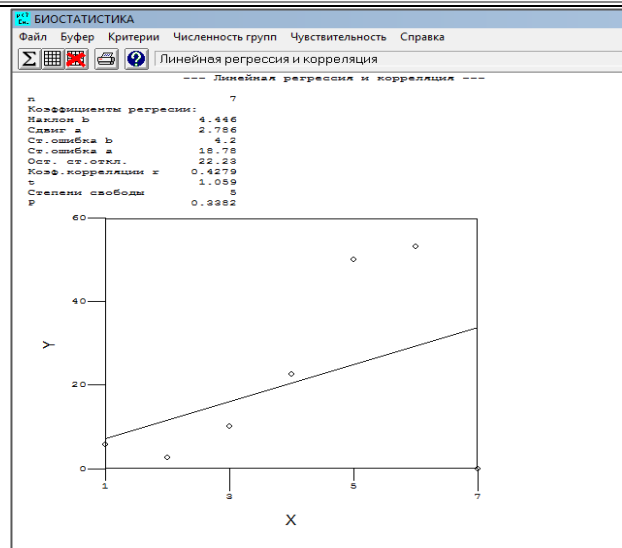 БИОСТАТИСТИКА
Файл Буфер Критерии Численность групп Чувствительность Справка
Линейная регрессия и корреляция
--- Линейная регрессия и корреляция ---
n 7
Коэффициенты регресии:
Наклон b 4.446
Сдвиг a 2.786
Ст.ошибка b 4.2
Ст.ошибка a 18.78
Ост. ст.откл. 22.23
Коэф.корреляции r 0.4279
t 1.059
Степени свободы 5
P 0.3382
60
40
Y
20
0
1 3 5 7
X